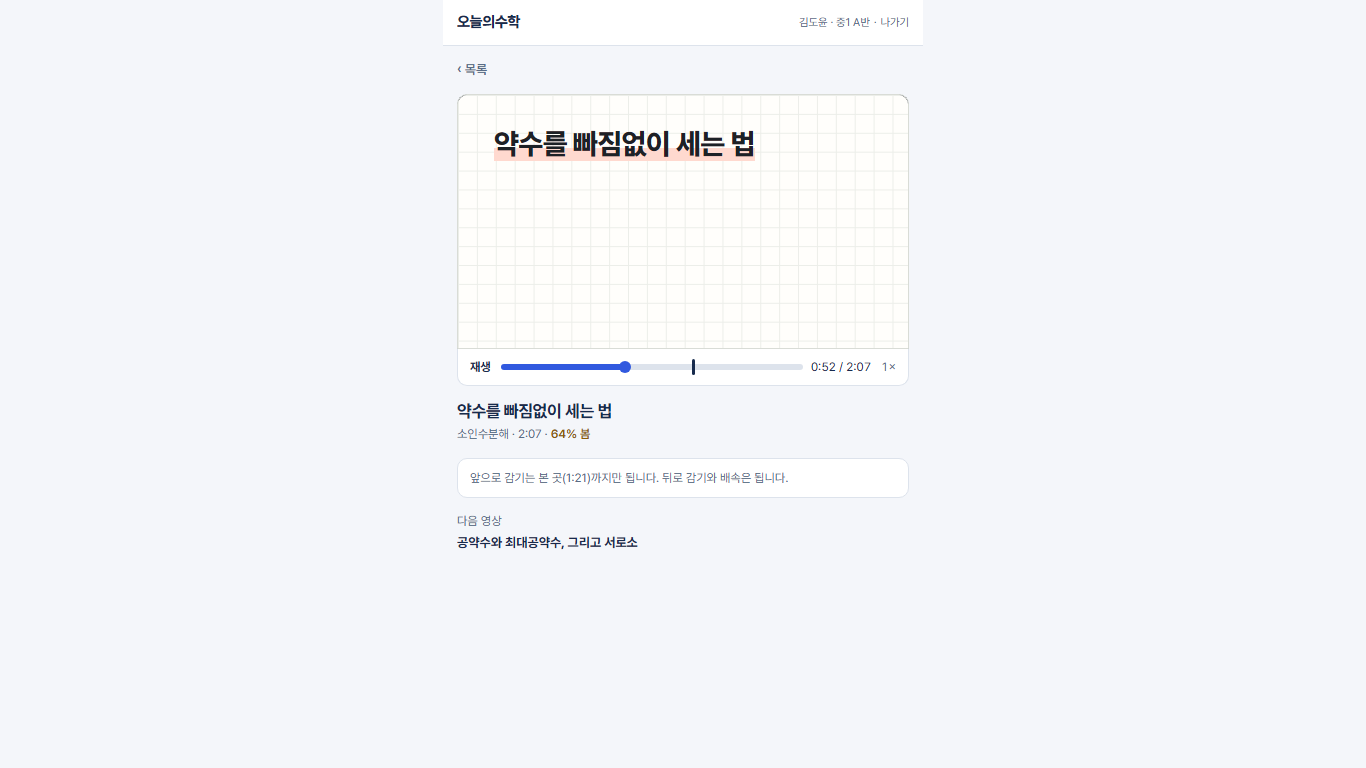 오늘의수학
김도윤 · 중1 A반 · 나가기
‹ 목록
약수를 빠짐없이 세는 법
재생 0:52 / 2:07 1×
약수를 빠짐없이 세는 법
소인수분해 · 2:07 · 64% 봄
앞으로 감기는 본 곳(1:21)까지만 됩니다. 뒤로 감기와 배속은 됩니다.
다음 영상
공약수와 최대공약수, 그리고 서로소